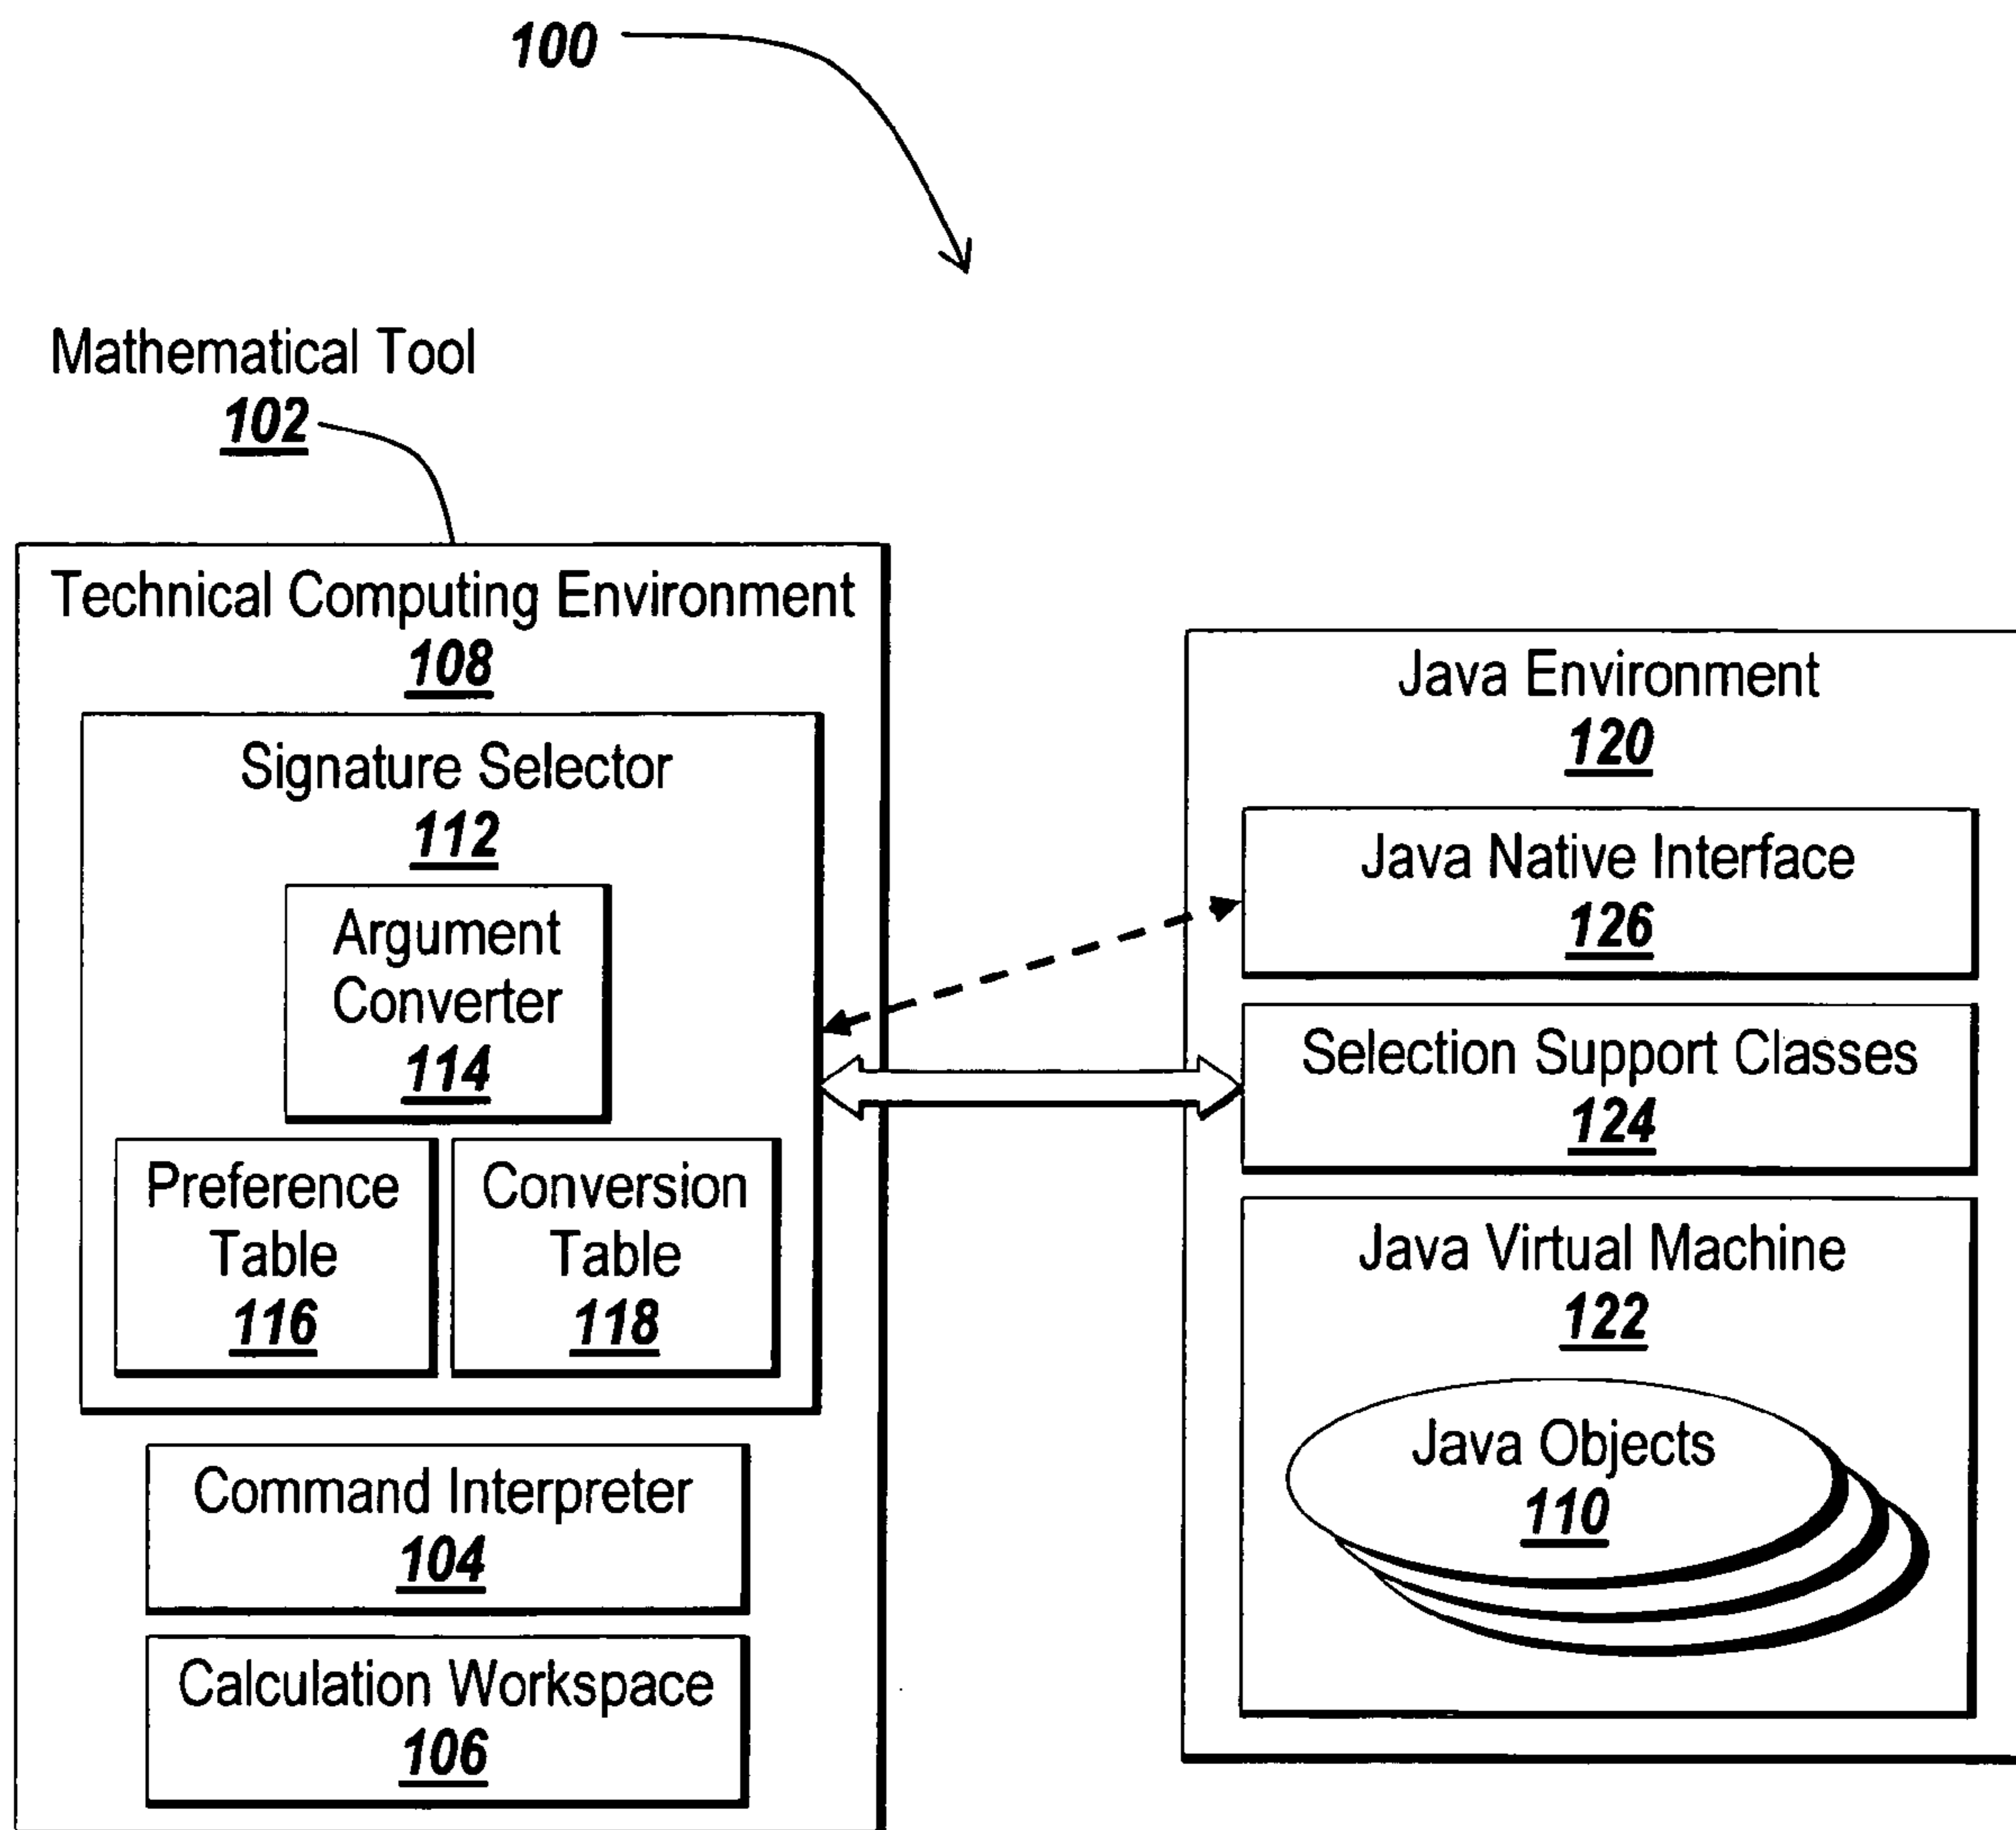 100
Mathematical Tool
102
Technical Computing Environment
108
Signature Selector
112
Argument
Converter
114
Preference
Table
116
Conversion
Table
118
Command Interpreter
104
Calculation Workspace
106
Java Environment
120
Java Native Interface
126
Selection Support Classes
124
Java Virtual Machine
122
Java Objects
110